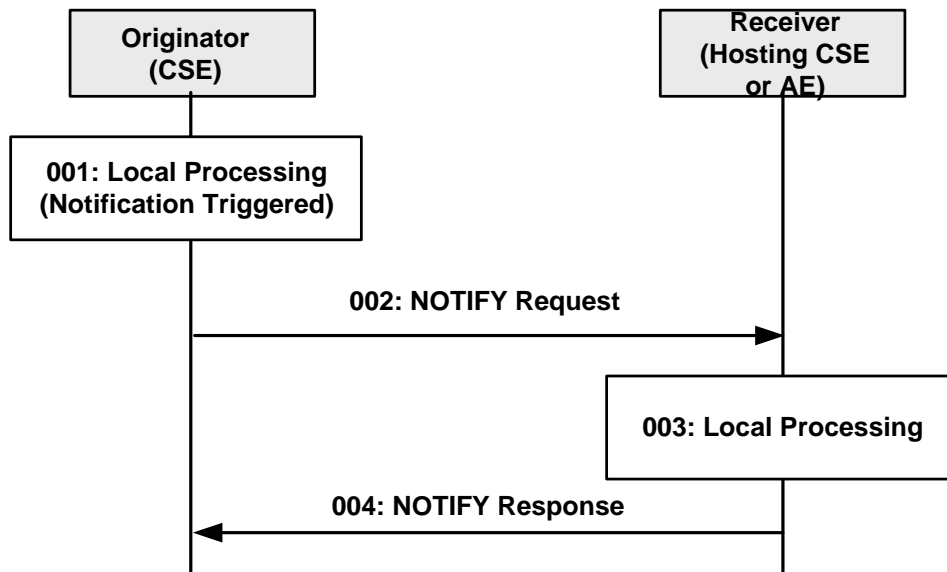 Originator
(CSE)
Receiver
(Hosting CSE
or AE)
001: Local Processing
(Notification Triggered)
002: NOTIFY Request
003: Local Processing
004: NOTIFY Response